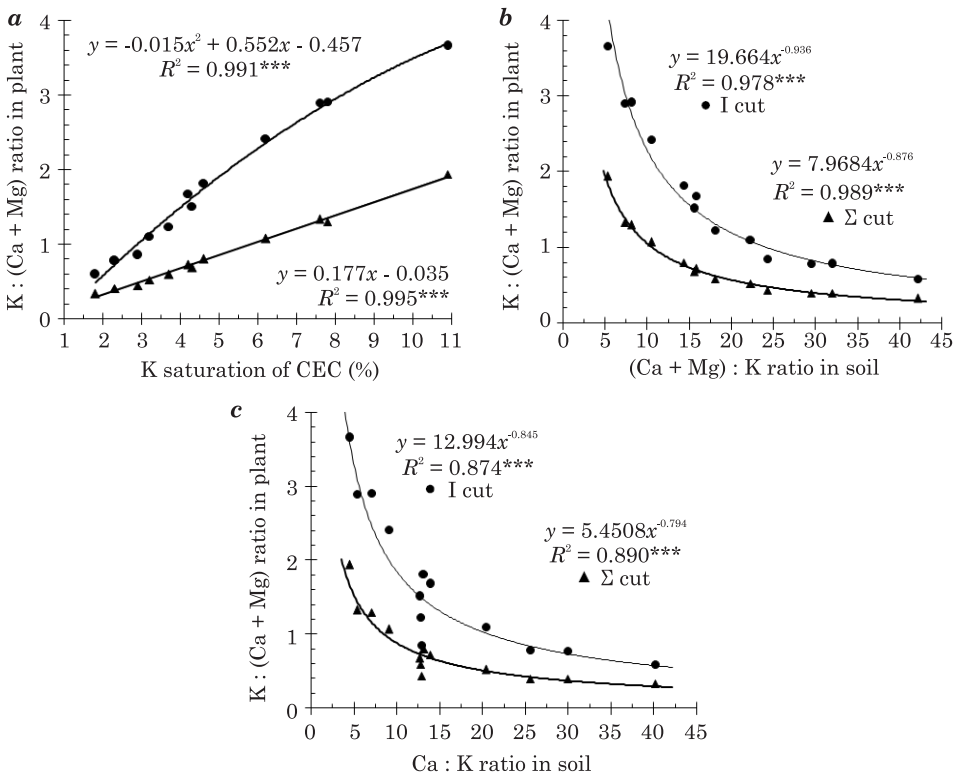 a
K : (Ca + Mg) ratio in plant
4
3
2
1
0
y = -0.015x² + 0.552x - 0.457
R² = 0.991***
y = 0.177x - 0.035
R² = 0.995***
1 2 3 4 5 6 7 8 9 10 11
K saturation of CEC (%)
b
K : (Ca + Mg) ratio in plant
4
3
2
1
0
y = 19.664x^-0.936
R² = 0.978***
● I cut
y = 7.9684x^-0.876
R² = 0.989***
▲ Σ cut
0 5 10 15 20 25 30 35 40 45
(Ca + Mg) : K ratio in soil
c
K : (Ca + Mg) ratio in plant
4
3
2
1
0
y = 12.994x^-0.845
R² = 0.874***
● I cut
y = 5.4508x^-0.794
R² = 0.890***
▲ Σ cut
0 5 10 15 20 25 30 35 40 45
Ca : K ratio in soil